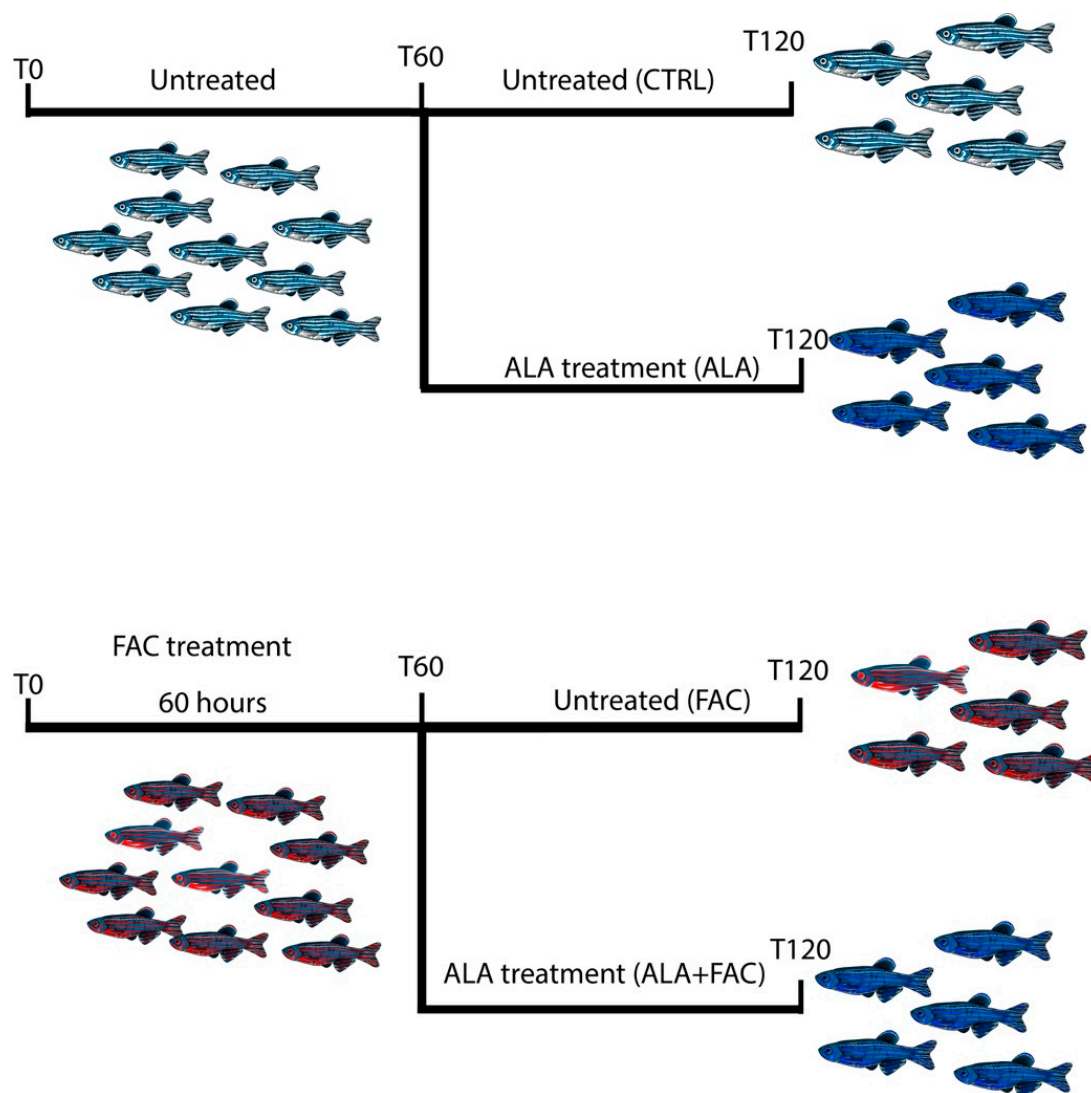 T0
Untreated
T60
Untreated (CTRL)
T120
ALA treatment (ALA)
T120
FAC treatment
T0
60 hours
T60
Untreated (FAC)
T120
ALA treatment (ALA+FAC)
T120